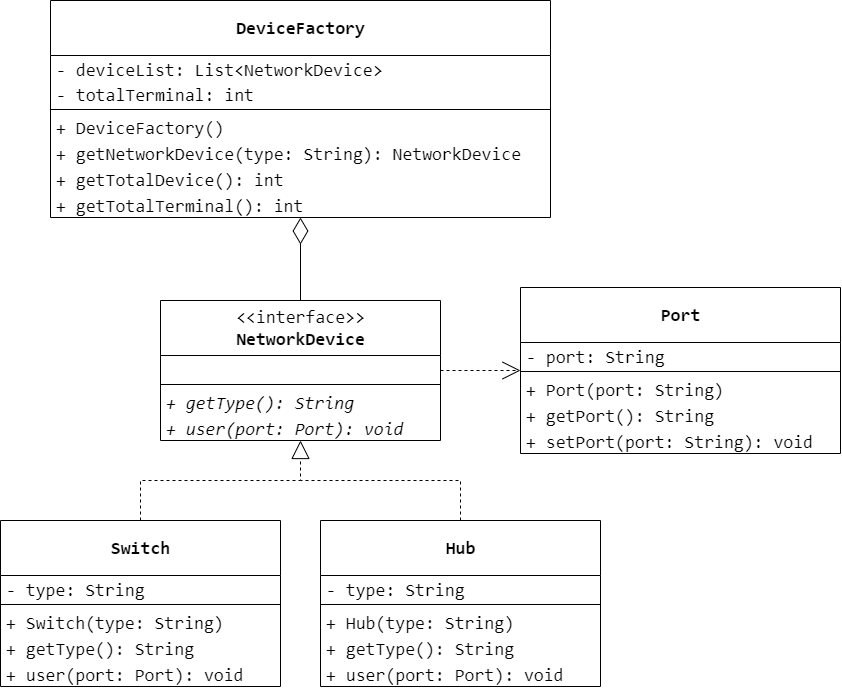 DeviceFactory
- deviceList: List<NetworkDevice>
- totalTerminal: int
+ DeviceFactory()
+ getNetworkDevice(type: String): NetworkDevice
+ getTotalDevice(): int
+ getTotalTerminal(): int
<<interface>>
NetworkDevice
+ getType(): String
+ user(port: Port): void
Port
- port: String
+ Port(port: String)
+ getPort(): String
+ setPort(port: String): void
Switch
- type: String
+ Switch(type: String)
+ getType(): String
+ user(port: Port): void
Hub
- type: String
+ Hub(type: String)
+ getType(): String
+ user(port: Port): void